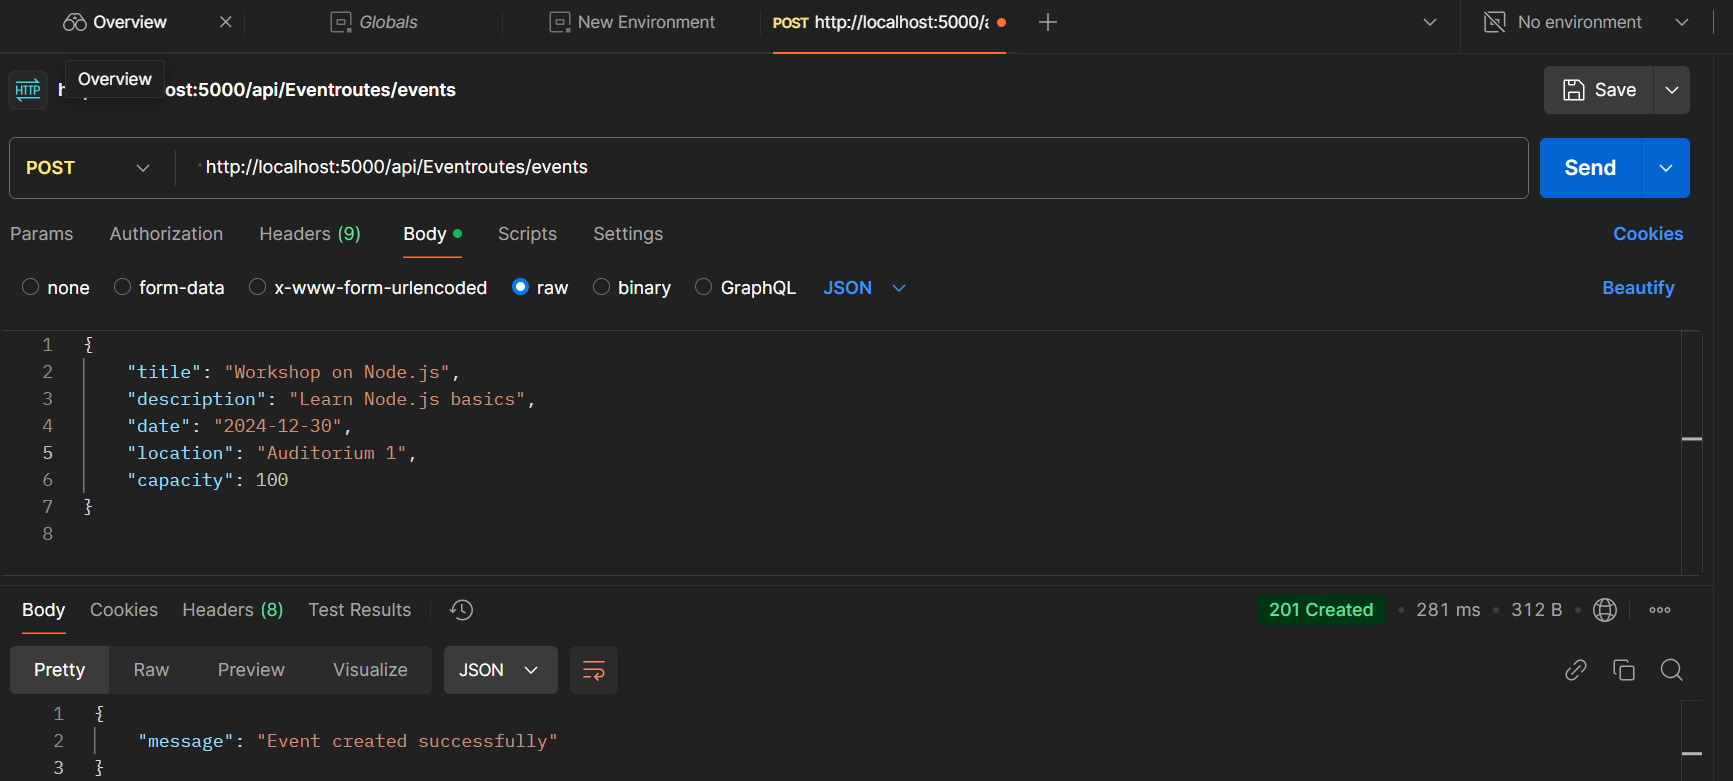 Overview
Globals
New Environment
POST http://localhost:5000/a
No environment
HTTP
Overview
ost:5000/api/Eventroutes/events
Save
POST
http://localhost:5000/api/Eventroutes/events
Send
Params Authorization Headers (9) Body Scripts Settings Cookies
none form-data x-www-form-urlencoded raw binary GraphQL JSON Beautify
1 {
2 "title": "Workshop on Node.js",
3 "description": "Learn Node.js basics",
4 "date": "2024-12-30",
5 "location": "Auditorium 1",
6 "capacity": 100
7 }
8
Body Cookies Headers (8) Test Results 201 Created 281 ms 312 B
Pretty Raw Preview Visualize JSON
1 {
2 "message": "Event created successfully"
3 }